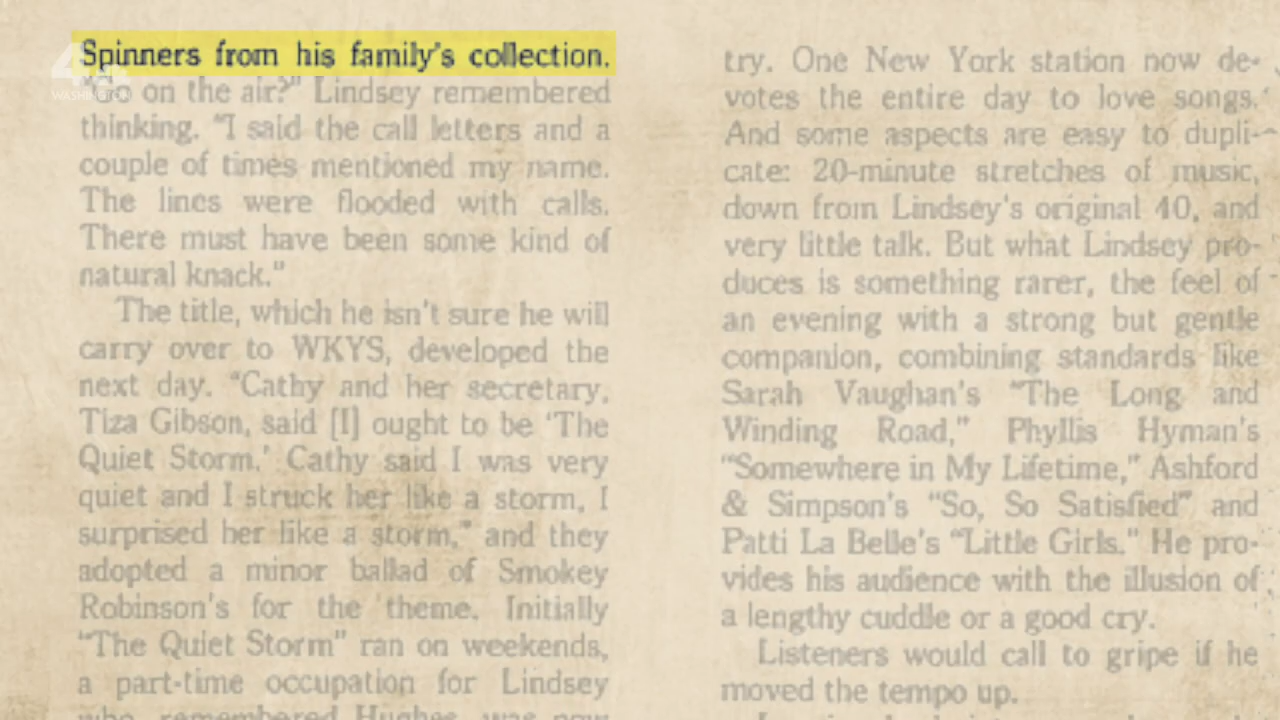 Spinners from his family's collection.
on the air?" Lindsey remembered
thinking. "I said the call letters and a
couple of times mentioned my name.
The lines were flooded with calls.
There must have been some kind of
natural knack."
The title, which he isn't sure he will
carry over to WKYS, developed the
next day. "Cathy and her secretary,
Tiza Gibson, said [I] ought to be 'The
Quiet Storm.' Cathy said I was very
quiet and I struck her like a storm, I
surprised her like a storm," and they
adopted a minor ballad of Smokey
Robinson's for the theme. Initially
"The Quiet Storm" ran on weekends,
a part-time occupation for Lindsey
who remembered Hughes was now
try. One New York station now de-
votes the entire day to love songs.
And some aspects are easy to dupli-
cate: 20-minute stretches of music,
down from Lindsey's original 40, and
very little talk. But what Lindsey pro-
duces is something rarer, the feel of
an evening with a strong but gentle
companion, combining standards like
Sarah Vaughan's "The Long and
Winding Road," Phyllis Hyman's
"Somewhere in My Lifetime," Ashford
& Simpson's "So, So Satisfied" and
Patti La Belle's "Little Girls." He pro-
vides his audience with the illusion of
a lengthy cuddle or a good cry.
Listeners would call to gripe if he
moved the tempo up.
4
WASHINGTON